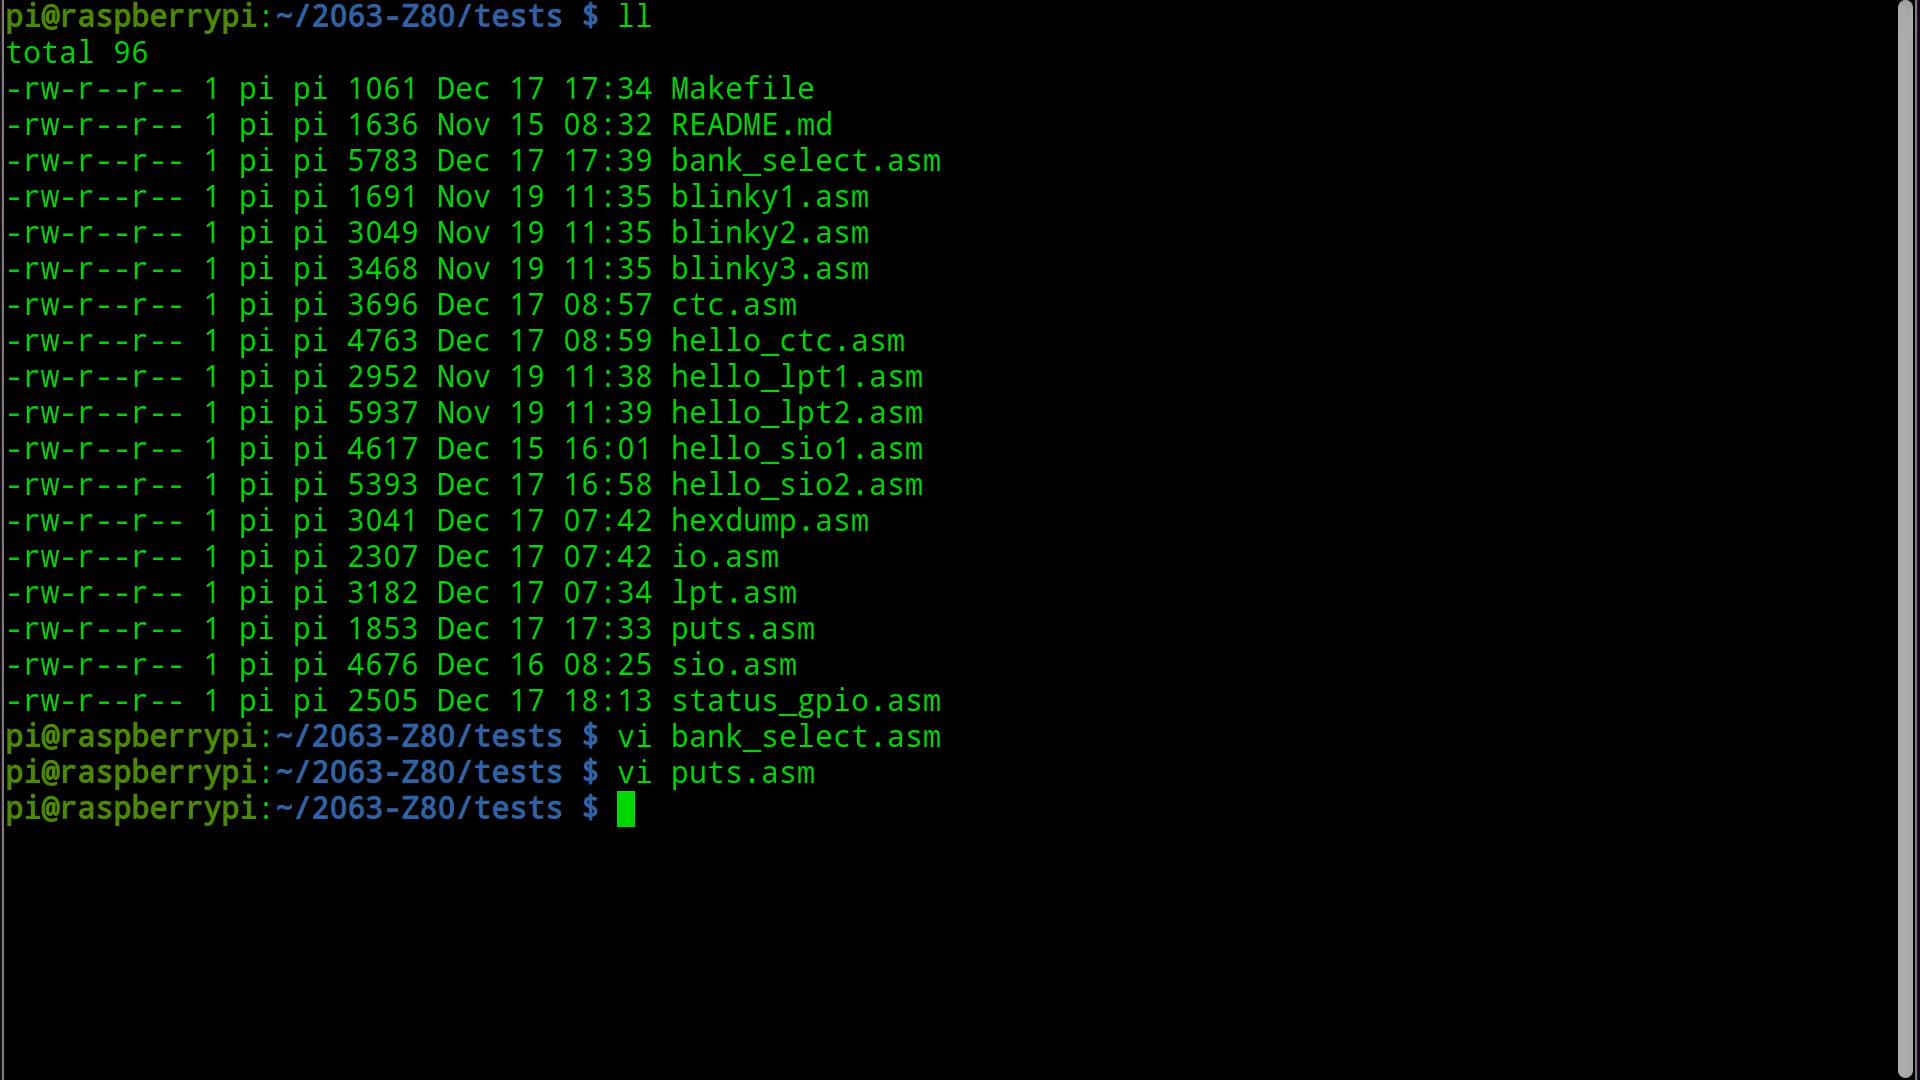 pi@raspberrypi:~/2063-Z80/tests $ ll
total 96
-rw-r--r-- 1 pi pi 1061 Dec 17 17:34 Makefile
-rw-r--r-- 1 pi pi 1636 Nov 15 08:32 README.md
-rw-r--r-- 1 pi pi 5783 Dec 17 17:39 bank_select.asm
-rw-r--r-- 1 pi pi 1691 Nov 19 11:35 blinky1.asm
-rw-r--r-- 1 pi pi 3049 Nov 19 11:35 blinky2.asm
-rw-r--r-- 1 pi pi 3468 Nov 19 11:35 blinky3.asm
-rw-r--r-- 1 pi pi 3696 Dec 17 08:57 ctc.asm
-rw-r--r-- 1 pi pi 4763 Dec 17 08:59 hello_ctc.asm
-rw-r--r-- 1 pi pi 2952 Nov 19 11:38 hello_lpt1.asm
-rw-r--r-- 1 pi pi 5937 Nov 19 11:39 hello_lpt2.asm
-rw-r--r-- 1 pi pi 4617 Dec 15 16:01 hello_sio1.asm
-rw-r--r-- 1 pi pi 5393 Dec 17 16:58 hello_sio2.asm
-rw-r--r-- 1 pi pi 3041 Dec 17 07:42 hexdump.asm
-rw-r--r-- 1 pi pi 2307 Dec 17 07:42 io.asm
-rw-r--r-- 1 pi pi 3182 Dec 17 07:34 lpt.asm
-rw-r--r-- 1 pi pi 1853 Dec 17 17:33 puts.asm
-rw-r--r-- 1 pi pi 4676 Dec 16 08:25 sio.asm
-rw-r--r-- 1 pi pi 2505 Dec 17 18:13 status_gpio.asm
pi@raspberrypi:~/2063-Z80/tests $ vi bank_select.asm
pi@raspberrypi:~/2063-Z80/tests $ vi puts.asm
pi@raspberrypi:~/2063-Z80/tests $